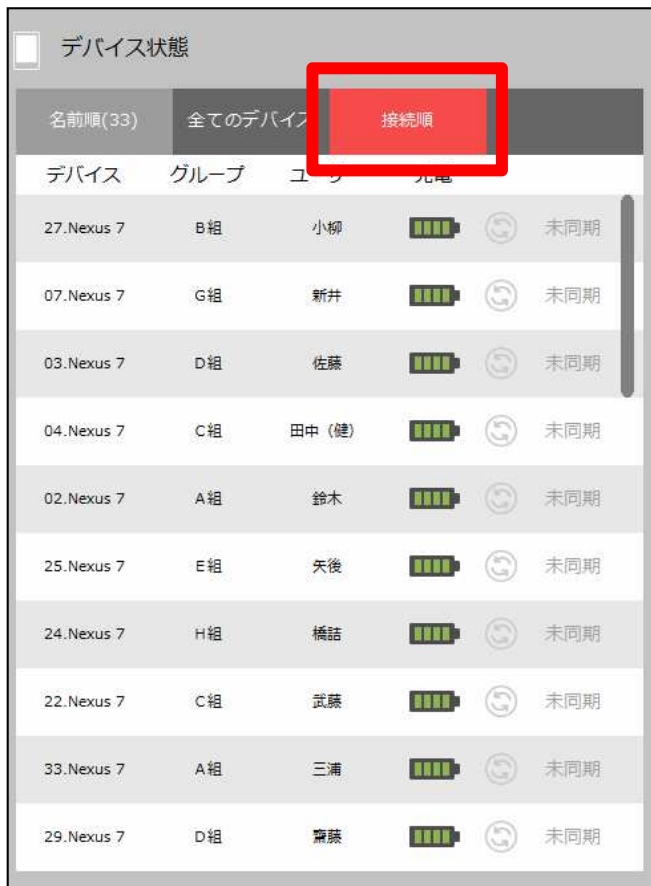 デバイス状態
名前順(33) 全てのデバイス 接続順
デバイス グループ ユーザー 充電
27.Nexus 7 B組 小柳 未同期
07.Nexus 7 G組 新井 未同期
03.Nexus 7 D組 佐藤 未同期
04.Nexus 7 C組 田中（健） 未同期
02.Nexus 7 A組 鈴木 未同期
25.Nexus 7 E組 矢後 未同期
24.Nexus 7 H組 橋詰 未同期
22.Nexus 7 C組 武藤 未同期
33.Nexus 7 A組 三浦 未同期
29.Nexus 7 D組 齋藤 未同期